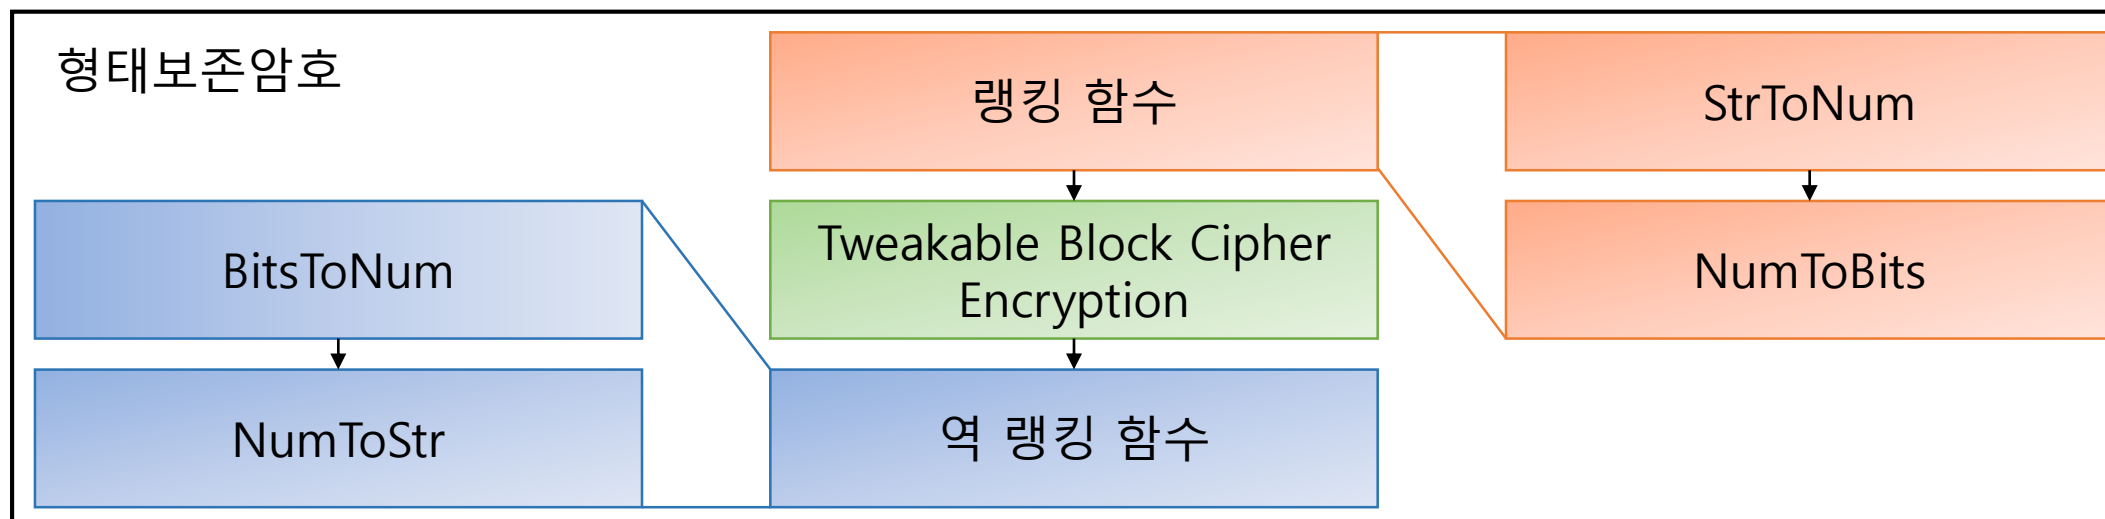 형태보존암호
랭킹 함수
StrToNum
BitsToNum
Tweakable Block Cipher
Encryption
NumToBits
NumToStr
역 랭킹 함수